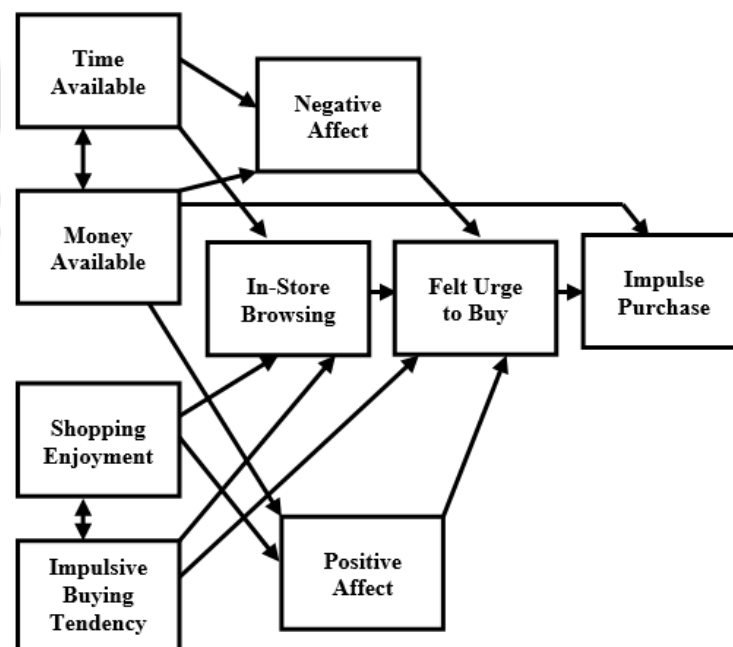 Time
Available
Negative
Affect
Money
Available
In-Store
Browsing
Felt Urge
to Buy
Impulse
Purchase
Shopping
Enjoyment
Impulsive
Buying
Tendency
Positive
Affect